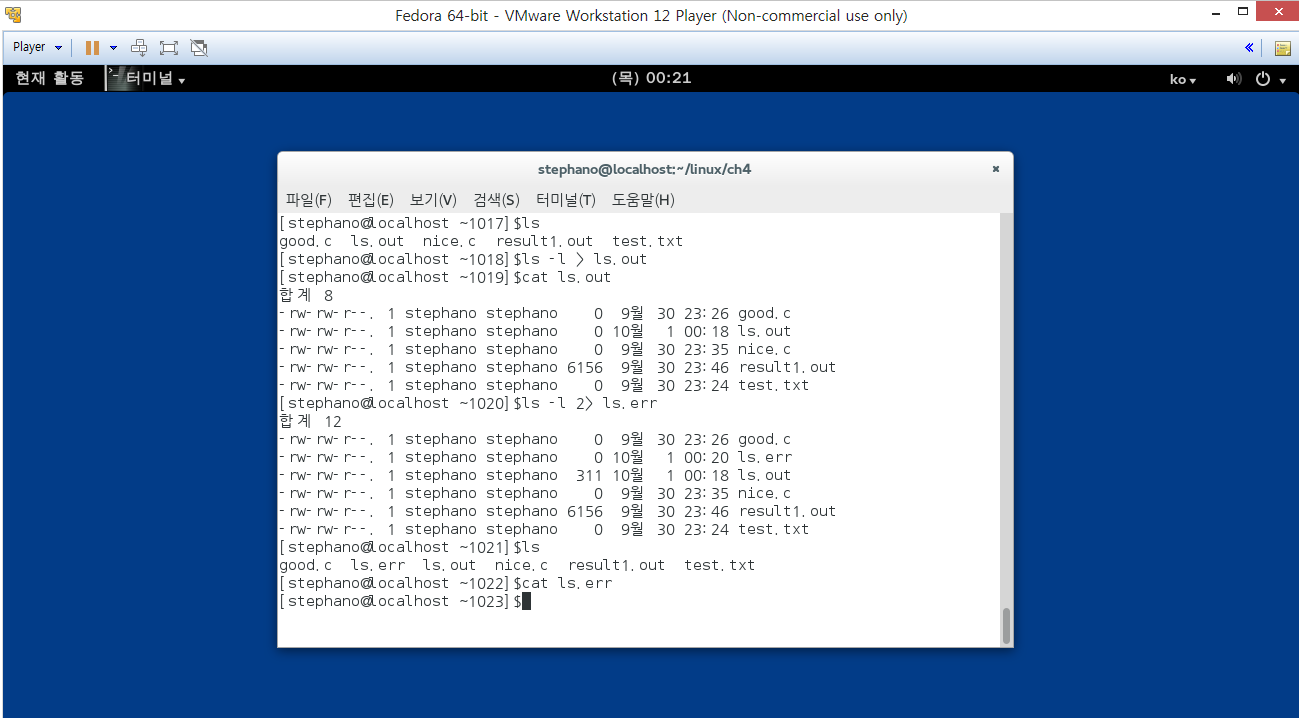 Fedora 64-bit - VMware Workstation 12 Player (Non-commercial use only)
Player
현재 활동 터미널 (목) 00:21 ko
stephano@localhost:~/linux/ch4
파일(F) 편집(E) 보기(V) 검색(S) 터미널(T) 도움말(H)
[stephano@localhost ~1017]$ls
good.c ls.out nice.c result1.out test.txt
[stephano@localhost ~1018]$ls -l > ls.out
[stephano@localhost ~1019]$cat ls.out
합계 8
-rw-rw-r--. 1 stephano stephano 0 9월 30 23:26 good.c
-rw-rw-r--. 1 stephano stephano 0 10월 1 00:18 ls.out
-rw-rw-r--. 1 stephano stephano 0 9월 30 23:35 nice.c
-rw-rw-r--. 1 stephano stephano 6156 9월 30 23:46 result1.out
-rw-rw-r--. 1 stephano stephano 0 9월 30 23:24 test.txt
[stephano@localhost ~1020]$ls -l 2> ls.err
합계 12
-rw-rw-r--. 1 stephano stephano 0 9월 30 23:26 good.c
-rw-rw-r--. 1 stephano stephano 0 10월 1 00:20 ls.err
-rw-rw-r--. 1 stephano stephano 311 10월 1 00:18 ls.out
-rw-rw-r--. 1 stephano stephano 0 9월 30 23:35 nice.c
-rw-rw-r--. 1 stephano stephano 6156 9월 30 23:46 result1.out
-rw-rw-r--. 1 stephano stephano 0 9월 30 23:24 test.txt
[stephano@localhost ~1021]$ls
good.c ls.err ls.out nice.c result1.out test.txt
[stephano@localhost ~1022]$cat ls.err
[stephano@localhost ~1023]$